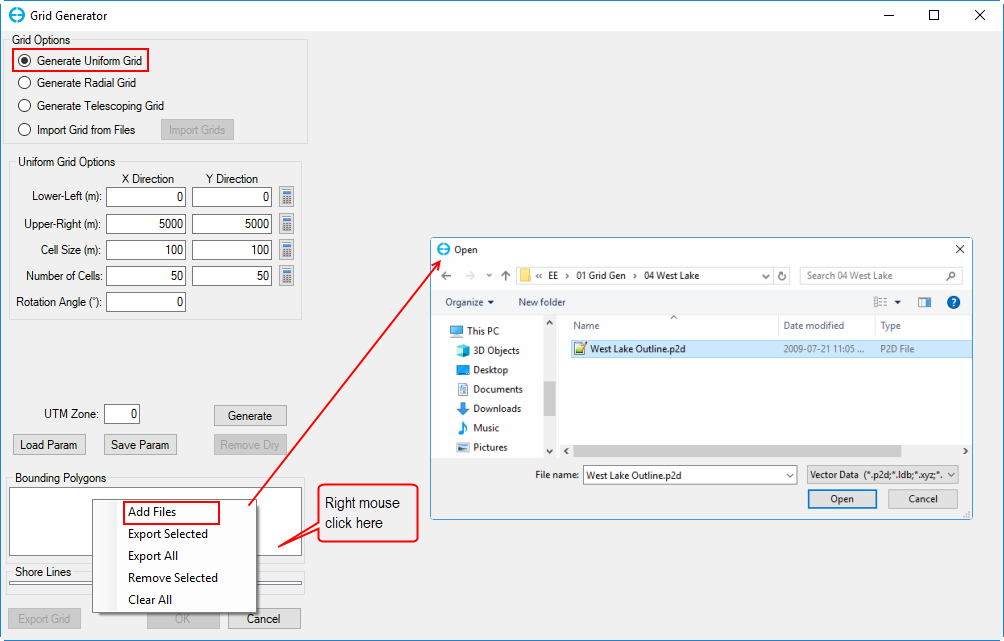 Grid Generator
Grid Options
Generate Uniform Grid
Generate Radial Grid
Generate Telescoping Grid
Import Grid from Files Import Grids
Uniform Grid Options
X Direction Y Direction
Lower-Left (m): 0 0
Upper-Right (m): 5000 5000
Cell Size (m): 100 100
Number of Cells: 50 50
Rotation Angle (°): 0
UTM Zone: 0 Generate
Load Param Save Param Remove Dry
Bounding Polygons
Add Files
Export Selected
Export All
Remove Selected
Clear All
Right mouse
click here
Shore Lines
Export Grid OK Cancel
Open
« EE › 01 Grid Gen › 04 West Lake Search 04 West Lake
Organize New folder
Name Date modified Type
West Lake Outline.p2d 2009-07-21 11:05 ... P2D File
This PC
3D Objects
Desktop
Documents
Downloads
Music
Pictures
File name: West Lake Outline.p2d Vector Data (*.p2d;*.ldb;*.xyz;*.
Open Cancel